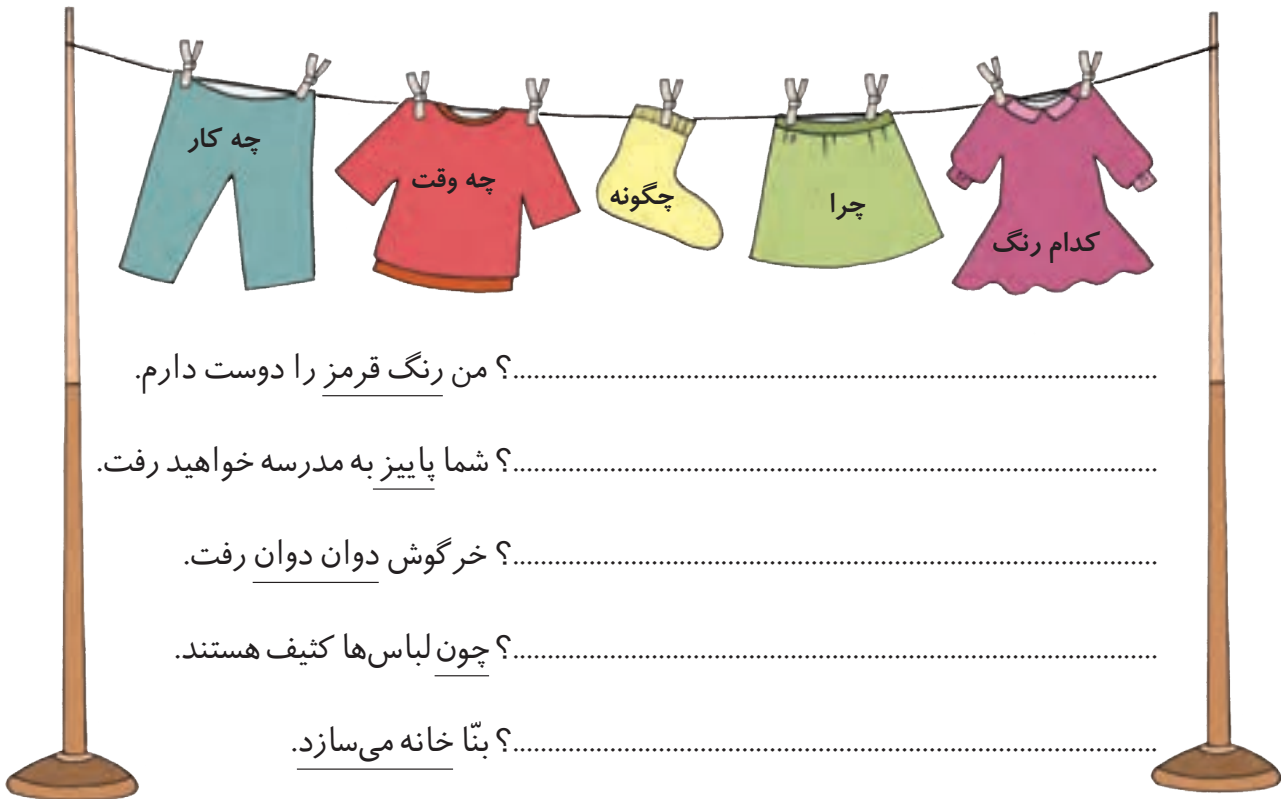 کدام رنگ
چرا
چگونه
چه وقت
چه کار
...............................................................................................؟ من رنگ قرمز را دوست دارم.
...............................................................................................؟ شما پاییز به مدرسه خواهید رفت.
...............................................................................................؟ خرگوش دوان دوان رفت.
...............................................................................................؟ چون لباس‌ها کثیف هستند.
...............................................................................................؟ بنّا خانه می‌سازد.